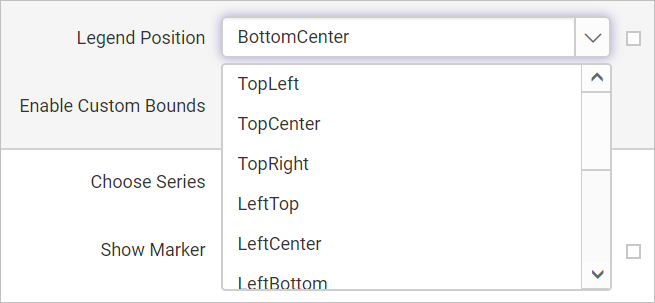 Legend Position BottomCenter
TopLeft
Enable Custom Bounds
TopCenter
TopRight
Choose Series
LeftTop
Show Marker
LeftCenter
LeftBottom